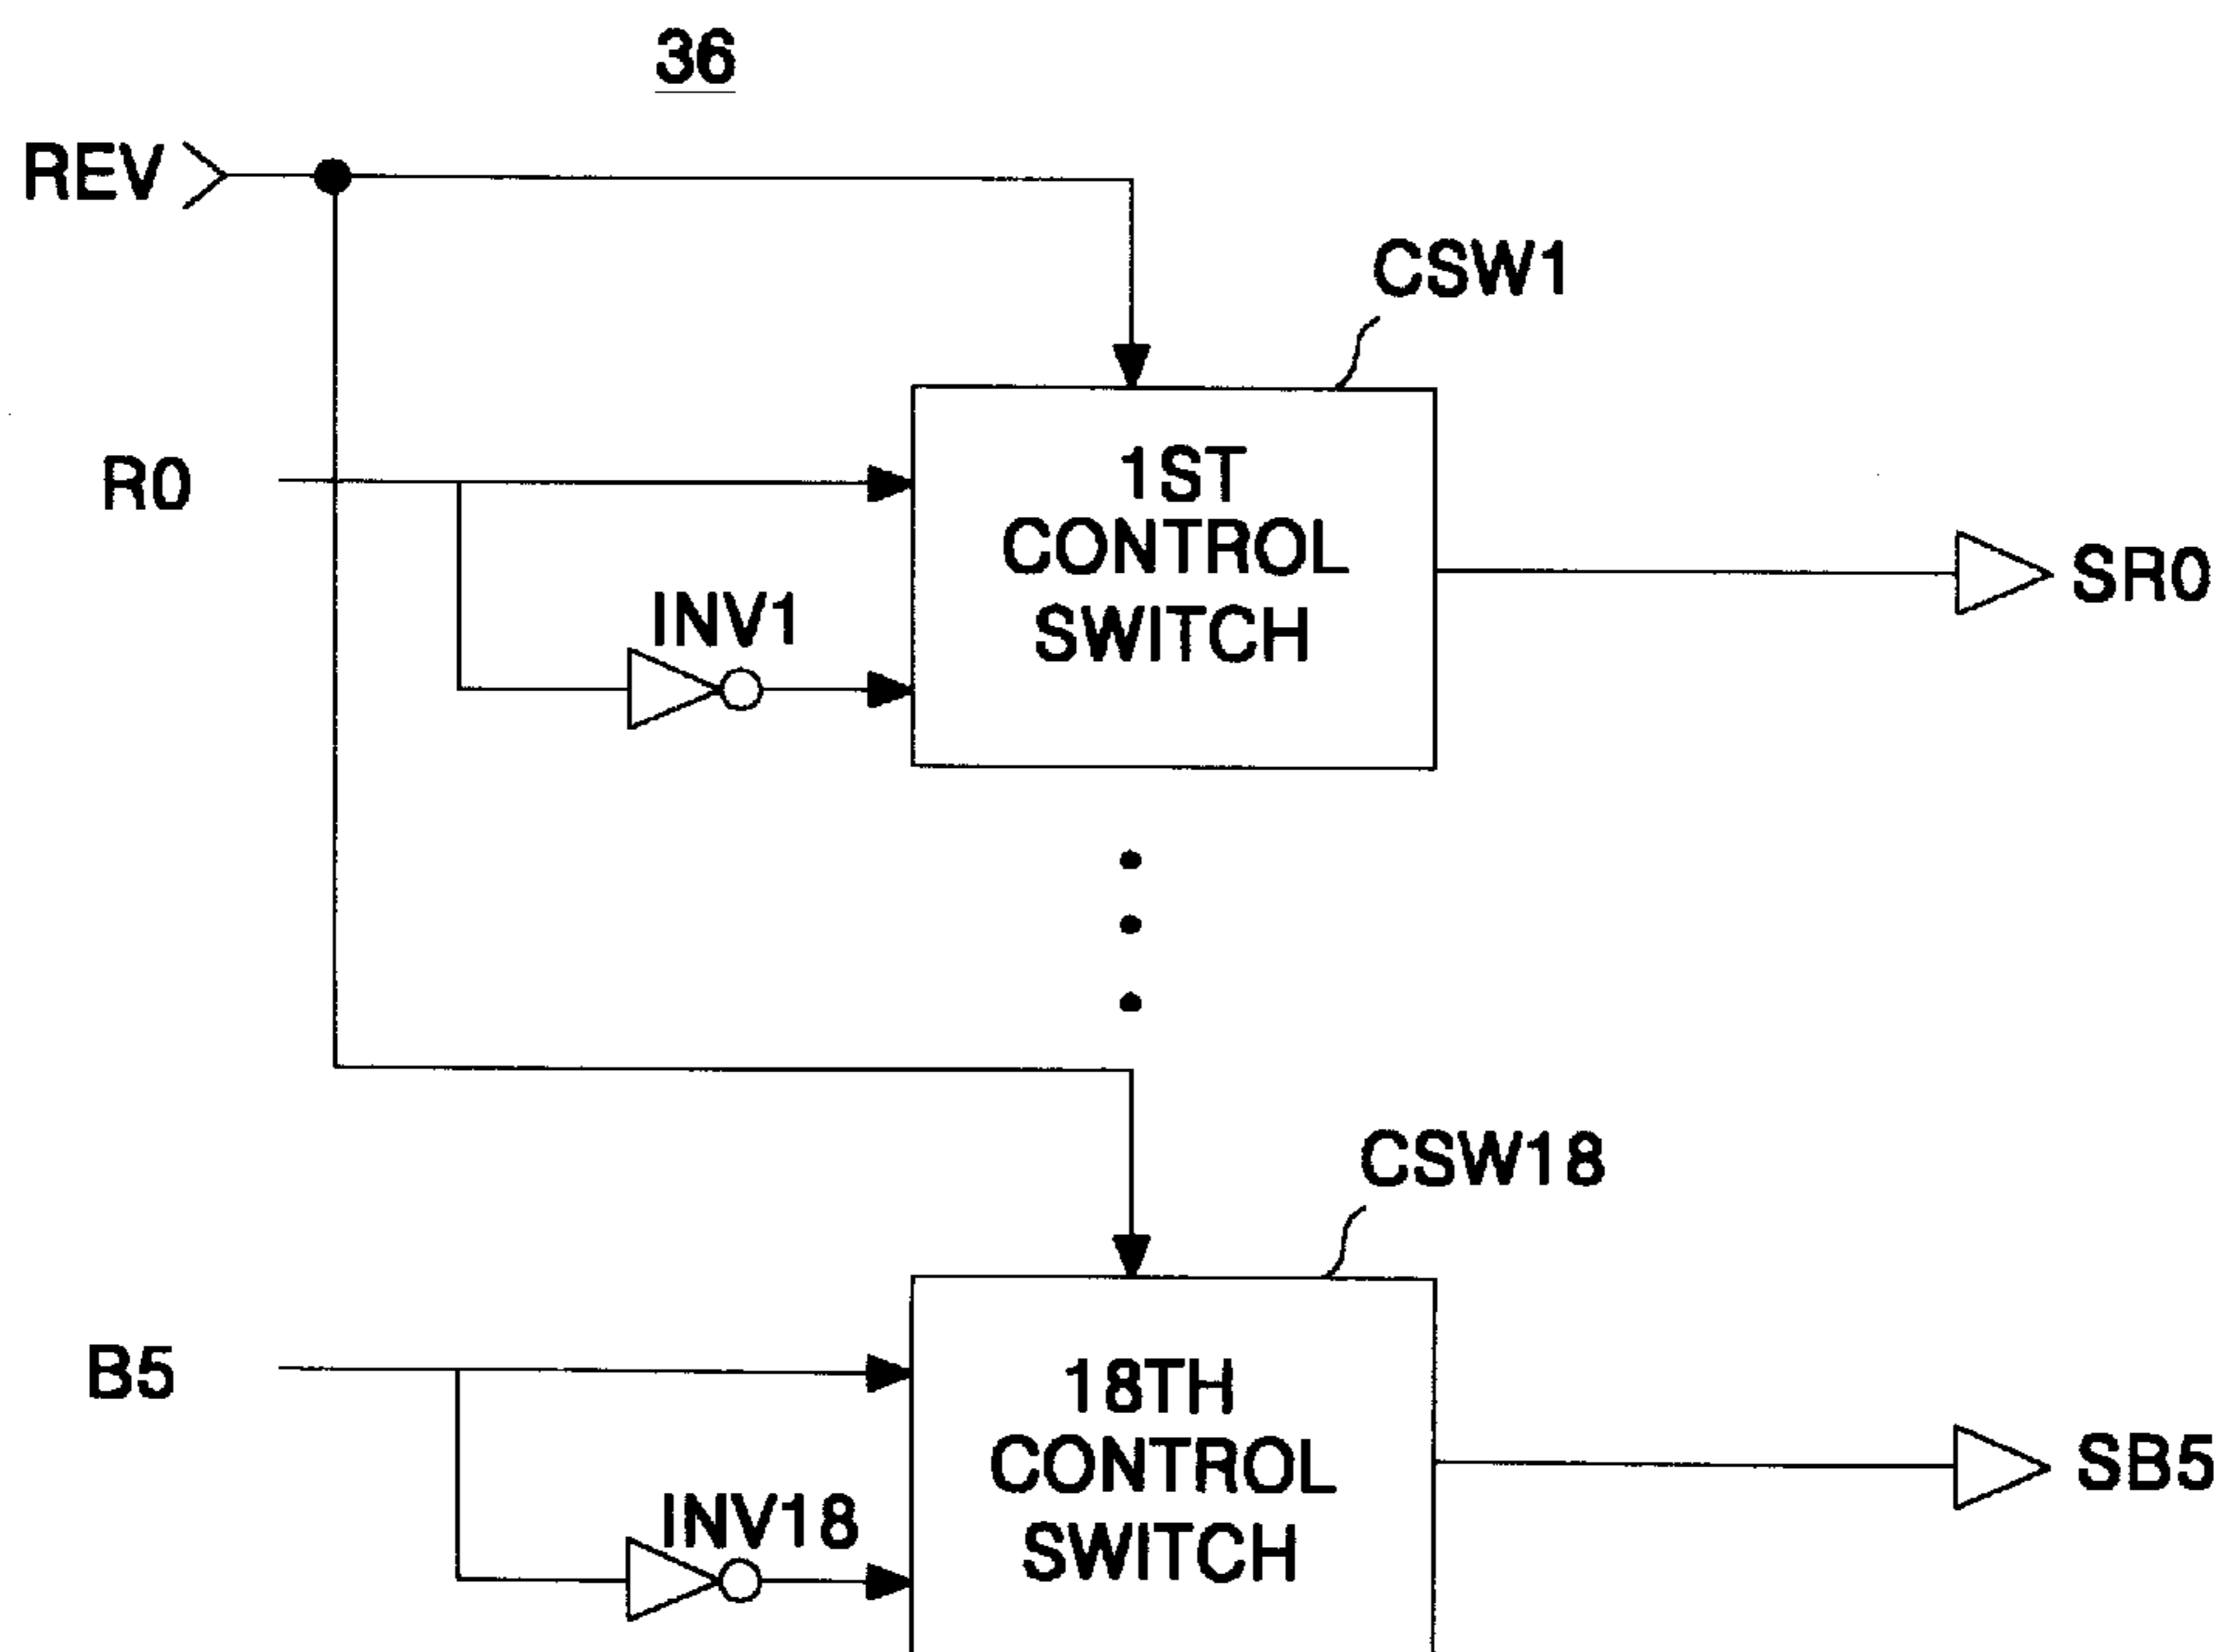 36
REV
CSW1
R0
1ST
CONTROL
SWITCH
INV1
SR0
CSW18
B5
18TH
CONTROL
SWITCH
INV18
SB5